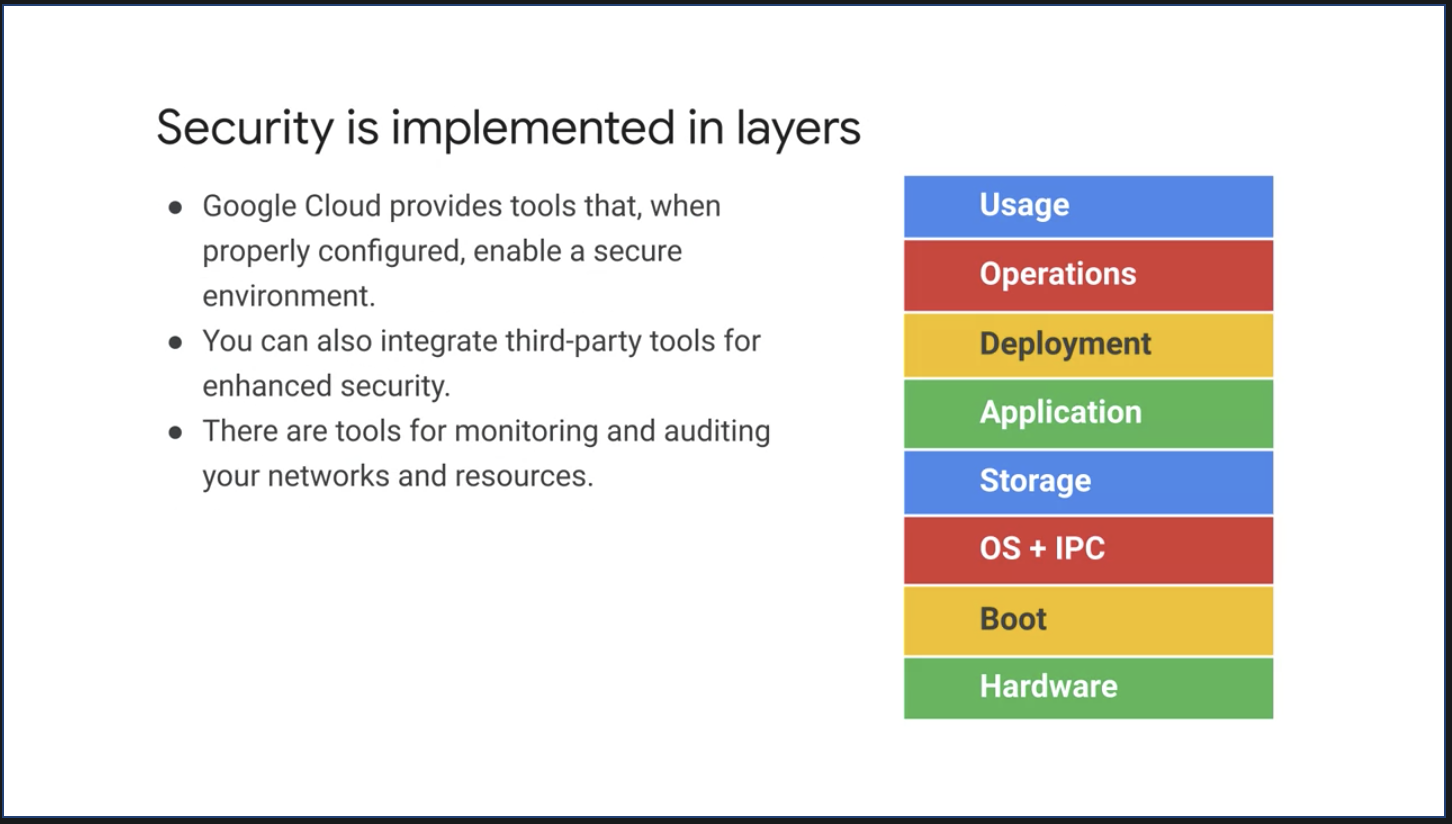 Security is implemented in layers
● Google Cloud provides tools that, when
properly configured, enable a secure
environment.
● You can also integrate third-party tools for
enhanced security.
● There are tools for monitoring and auditing
your networks and resources.
Usage
Operations
Deployment
Application
Storage
OS + IPC
Boot
Hardware